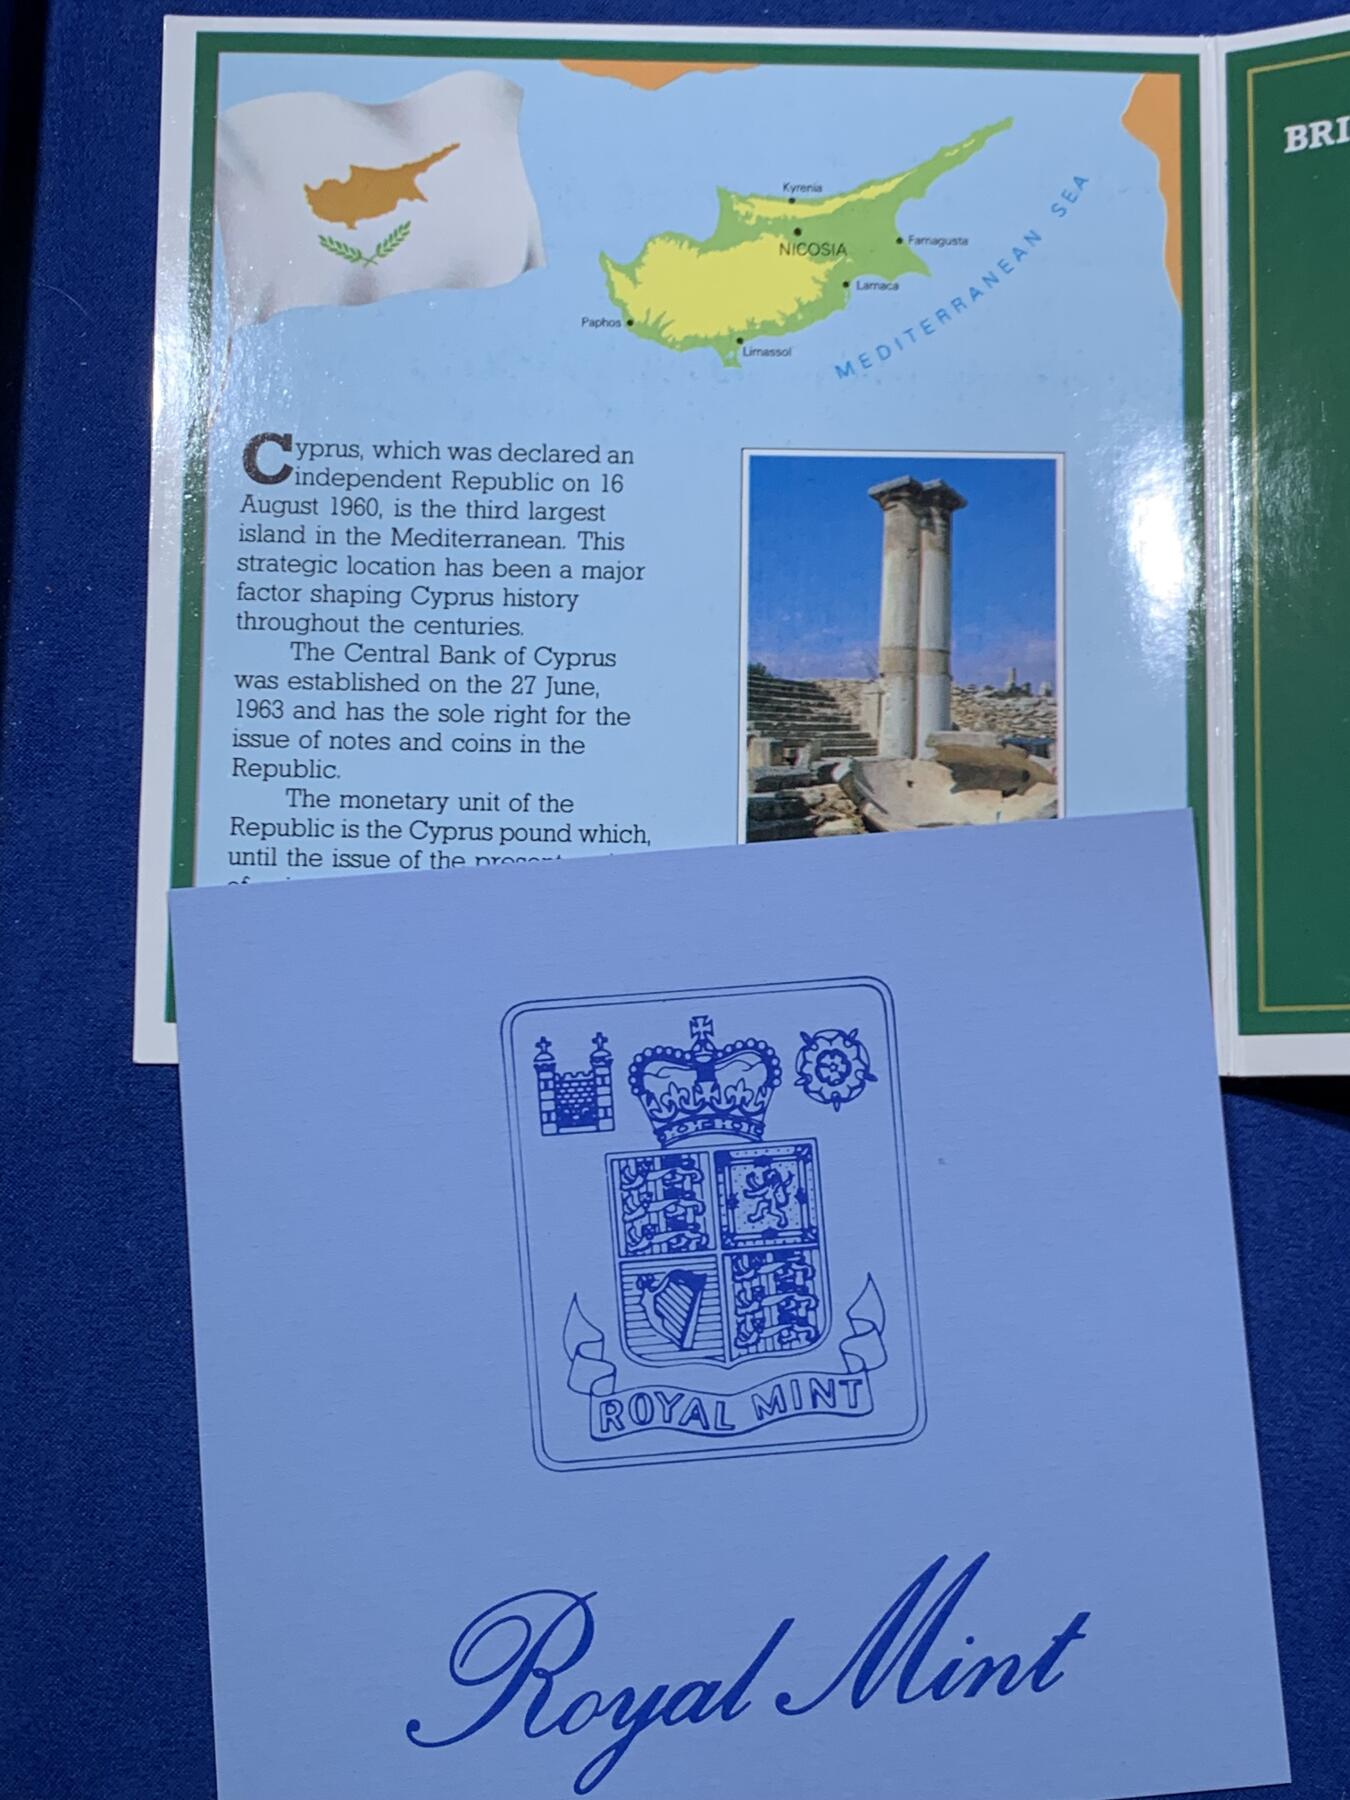 BRI
Kyrenia
NICOSIA
Famagusta
Larnaca
Paphos
Limassol
MEDITERRANEAN SEA
Cyprus, which was declared an
independent Republic on 16
August 1960, is the third largest
island in the Mediterranean. This
strategic location has been a major
factor shaping Cyprus history
throughout the centuries.
The Central Bank of Cyprus
was established on the 27 June,
1963 and has the sole right for the
issue of notes and coins in the
Republic.
The monetary unit of the
Republic is the Cyprus pound which,
until the issue of the present
ROYAL MINT
Royal Mint